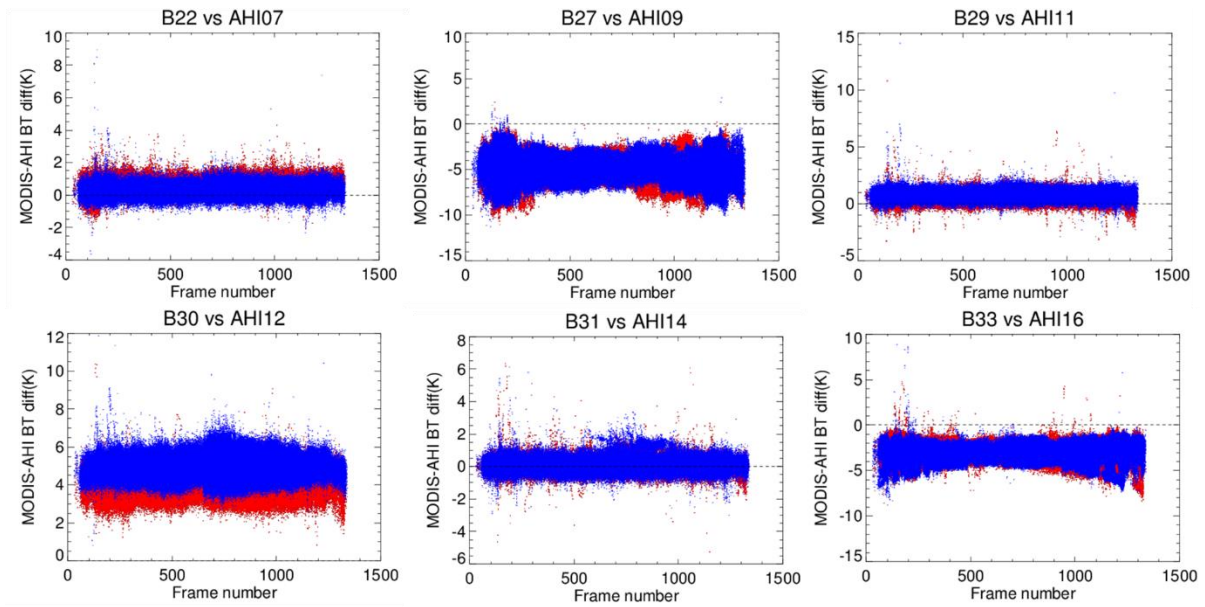 B22 vs AHI07
MODIS-AHI BT diff(K)
10
8
6
4
2
0
-2
-4
0 500 1000 1500
Frame number
B27 vs AHI09
MODIS-AHI BT diff(K)
10
5
0
-5
-10
-15
0 500 1000 1500
Frame number
B29 vs AHI11
MODIS-AHI BT diff(K)
15
10
5
0
-5
0 500 1000 1500
Frame number
B30 vs AHI12
MODIS-AHI BT diff(K)
12
10
8
6
4
2
0
0 500 1000 1500
Frame number
B31 vs AHI14
MODIS-AHI BT diff(K)
8
6
4
2
0
-2
-4
-6
0 500 1000 1500
Frame number
B33 vs AHI16
MODIS-AHI BT diff(K)
10
5
0
-5
-10
-15
0 500 1000 1500
Frame number